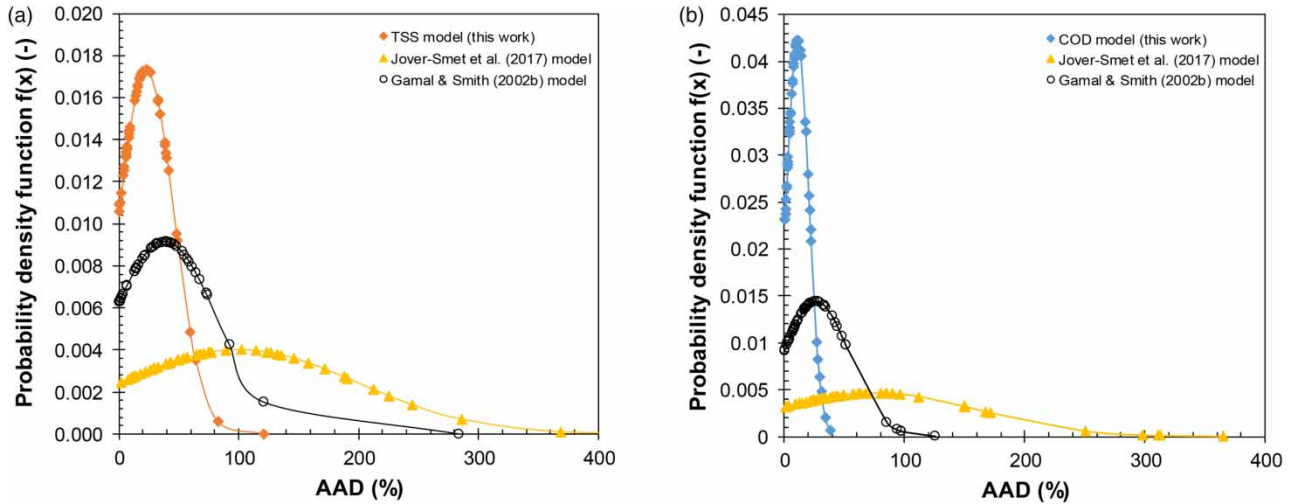 (a)
Probability density function f(x) (-)
0.020
0.018
0.016
0.014
0.012
0.010
0.008
0.006
0.004
0.002
0.000
0 100 200 300 400
AAD (%)
TSS model (this work)
Jover-Smet et al. (2017) model
Gamal & Smith (2002b) model
(b)
Probability density function f(x) (-)
0.045
0.04
0.035
0.03
0.025
0.02
0.015
0.01
0.005
0
0 100 200 300 400
AAD (%)
COD model (this work)
Jover-Smet et al. (2017) model
Gamal & Smith (2002b) model